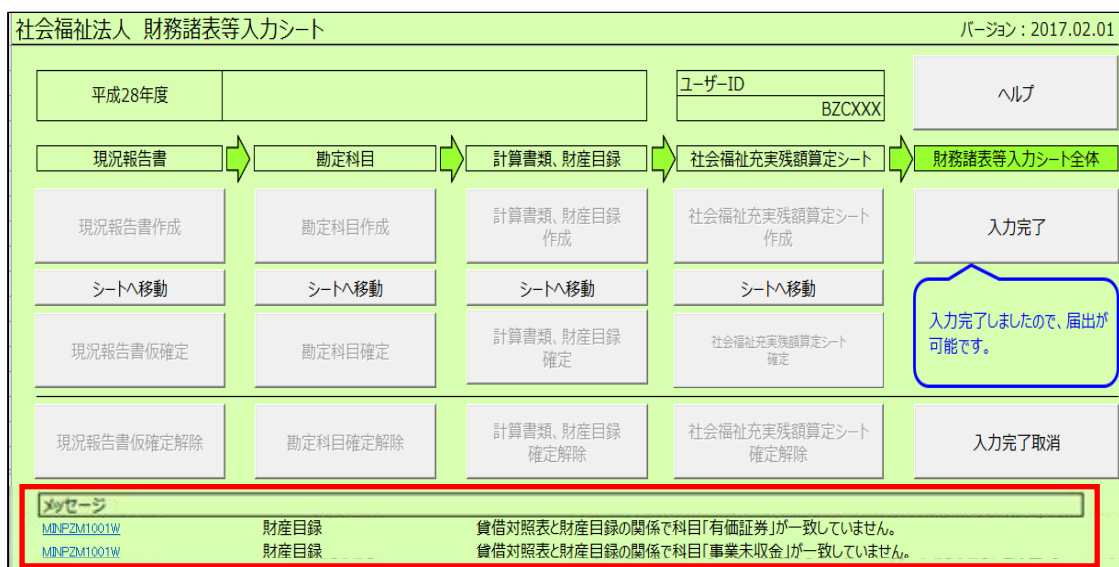 社会福祉法人 財務諸表等入力シート
バージョン：2017.02.01
平成28年度
ユーザーID
BZCXXX
ヘルプ
現況報告書
勘定科目
計算書類、財産目録
社会福祉充実残額算定シート
財務諸表等入力シート全体
現況報告書作成
勘定科目作成
計算書類、財産目録
作成
社会福祉充実残額算定シート
作成
入力完了
シートへ移動
シートへ移動
シートへ移動
シートへ移動
入力完了しましたので、届出が
可能です。
現況報告書仮確定
勘定科目確定
計算書類、財産目録
確定
社会福祉充実残額算定シート
確定
現況報告書仮確定解除
勘定科目確定解除
計算書類、財産目録
確定解除
社会福祉充実残額算定シート
確定解除
入力完了取消
メッセージ
MINPZM1001W 財産目録 貸借対照表と財産目録の関係で科目「有価証券」が一致していません。
MINPZM1001W 財産目録 貸借対照表と財産目録の関係で科目「事業未収金」が一致していません。